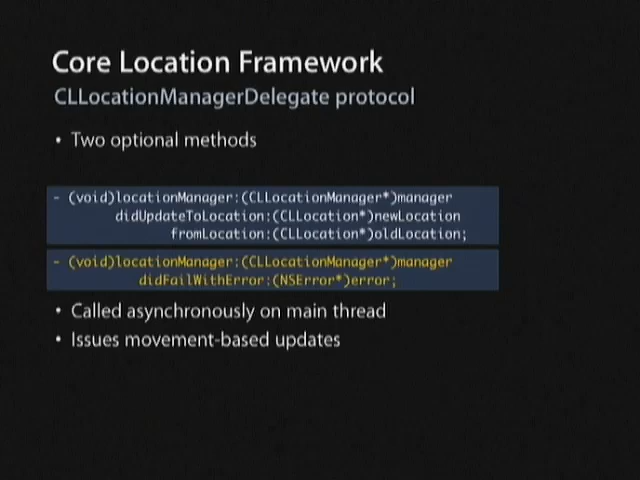 Core Location Framework
CLLocationManagerDelegate protocol
• Two optional methods
- (void)locationManager:(CLLocationManager*)manager
didUpdateToLocation:(CLLocation*)newLocation
fromLocation:(CLLocation*)oldLocation;
- (void)locationManager:(CLLocationManager*)manager
didFailWithError:(NSError*)error;
• Called asynchronously on main thread
• Issues movement-based updates